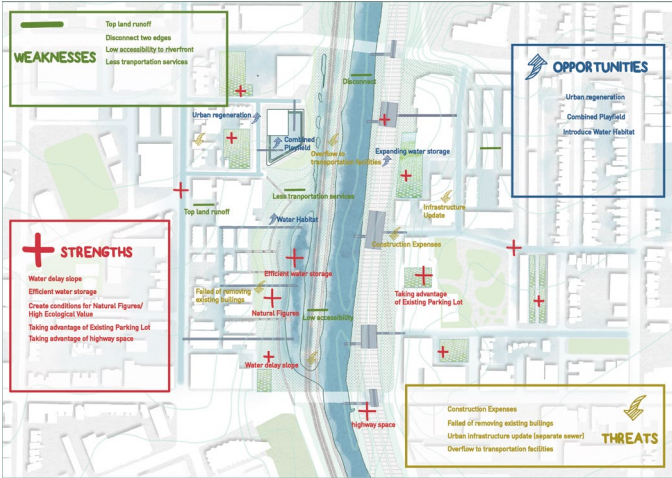 Top land runoff
Disconnect two edges
Low accessibility to riverfront
Less tranportation services
WEAKNESSES
OPPORTUNITIES
Urban regeneration
Combined Playfield
Introduce Water Habitat
Disconnect
Urban regeneration
Combined
Playfield
Overflow to
transportation facilities
Expanding water storage
Less tranportation services
Top land runoff
Water Habitat
Infrastructure
Update
Construction Expenses
STRENGTHS
Water delay slope
Efficient water storage
Create conditions for Natural Figures/
High Ecological Value
Taking advantage of Existing Parking Lot
Taking advantage of highway space
Efficient water storage
Failed of removing
existing bulings
Natural Figures
Taking advantage
of Existing Parking Lot
Low accessibility
Water delay slope
highway space
Construction Expenses
Failed of removing existing bulings
Urban infrastructure update (separate sewer)
Overflow to transportation facilities
THREATS